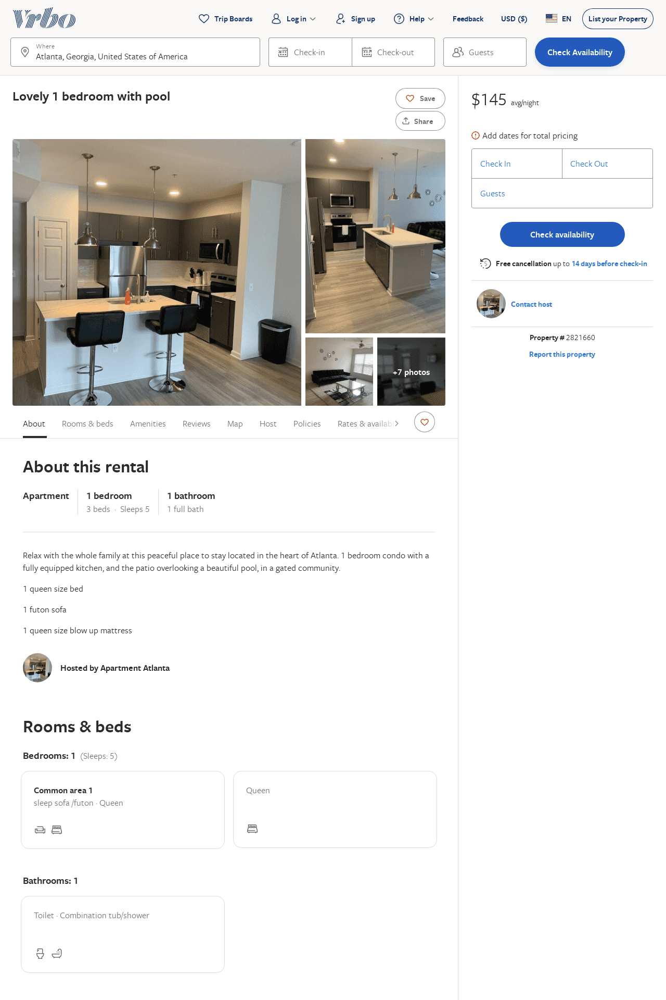 Vrbo
Trip Boards
Log in
Sign up
Help
Feedback
USD ($)
EN
List your Property
Where
Atlanta, Georgia, United States of America
Check-in
Check-out
Guests
Check Availability
Lovely 1 bedroom with pool
Save
Share
+7 photos
$145 avg/night
Add dates for total pricing
Check In
Check Out
Guests
Check availability
Free cancellation up to 14 days before check-in
Contact host
Property # 2821660
Report this property
About
Rooms & beds
Amenities
Reviews
Map
Host
Policies
Rates & availab
About this rental
Apartment
1 bedroom
3 beds · Sleeps 5
1 bathroom
1 full bath
Relax with the whole family at this peaceful place to stay located in the heart of Atlanta. 1 bedroom condo with a
fully equipped kitchen, and the patio overlooking a beautiful pool, in a gated community.
1 queen size bed
1 futon sofa
1 queen size blow up mattress
Hosted by Apartment Atlanta
Rooms & beds
Bedrooms: 1 (Sleeps: 5)
Common area 1
sleep sofa /futon · Queen
Queen
Bathrooms: 1
Toilet · Combination tub/shower